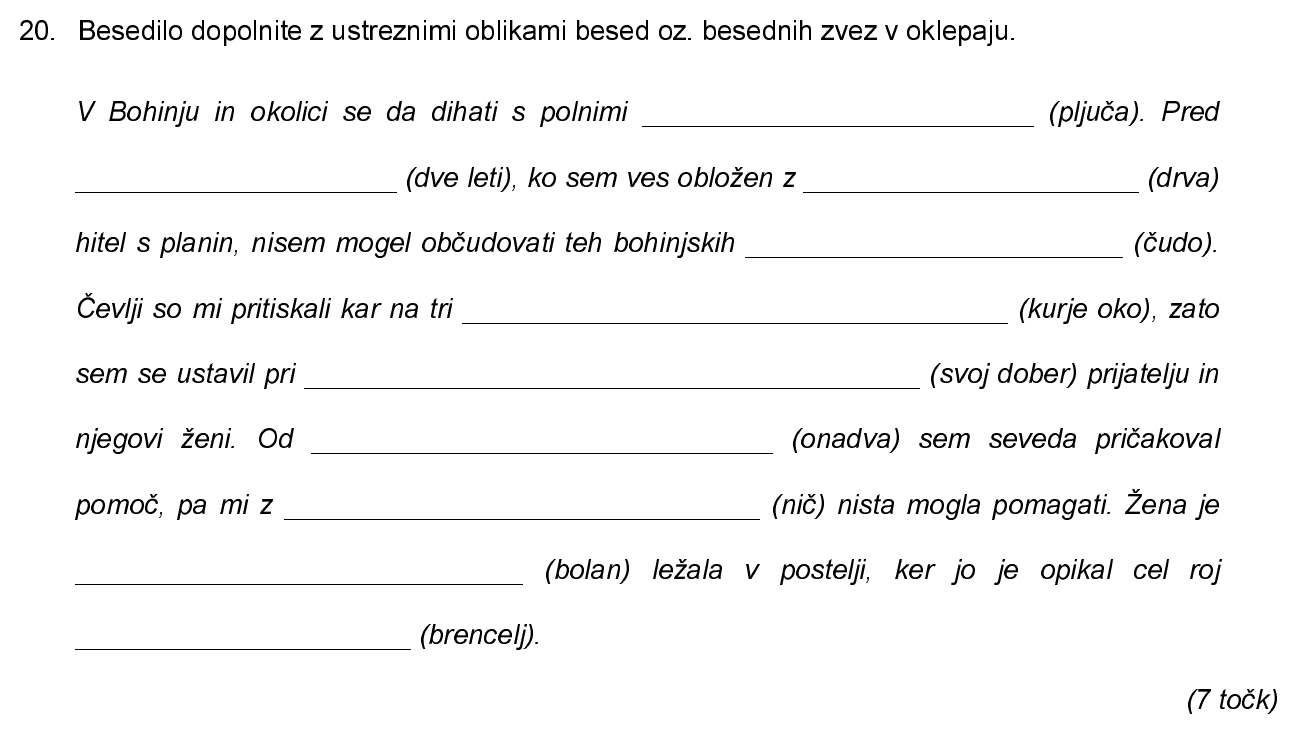 20. Besedilo dopolnite z ustreznimi oblikami besed oz. besednih zvez v oklepaju.
V Bohinju in okolici se da dihati s polnimi ____________________ (pljuča). Pred
____________________ (dve leti), ko sem ves obložen z ____________________ (drva)
hitel s planin, nisem mogel občudovati teh bohinjskih ____________________ (čudo).
Čevlji so mi pritiskali kar na tri ____________________ (kurje oko), zato
sem se ustavil pri ____________________ (svoj dober) prijatelju in
njegovi ženi. Od ____________________ (onadva) sem seveda pričakoval
pomoč, pa mi z ____________________ (nič) nista mogla pomagati. Žena je
____________________ (bolan) ležala v postelji, ker jo je opikal cel roj
____________________ (brencelj).
(7 točk)